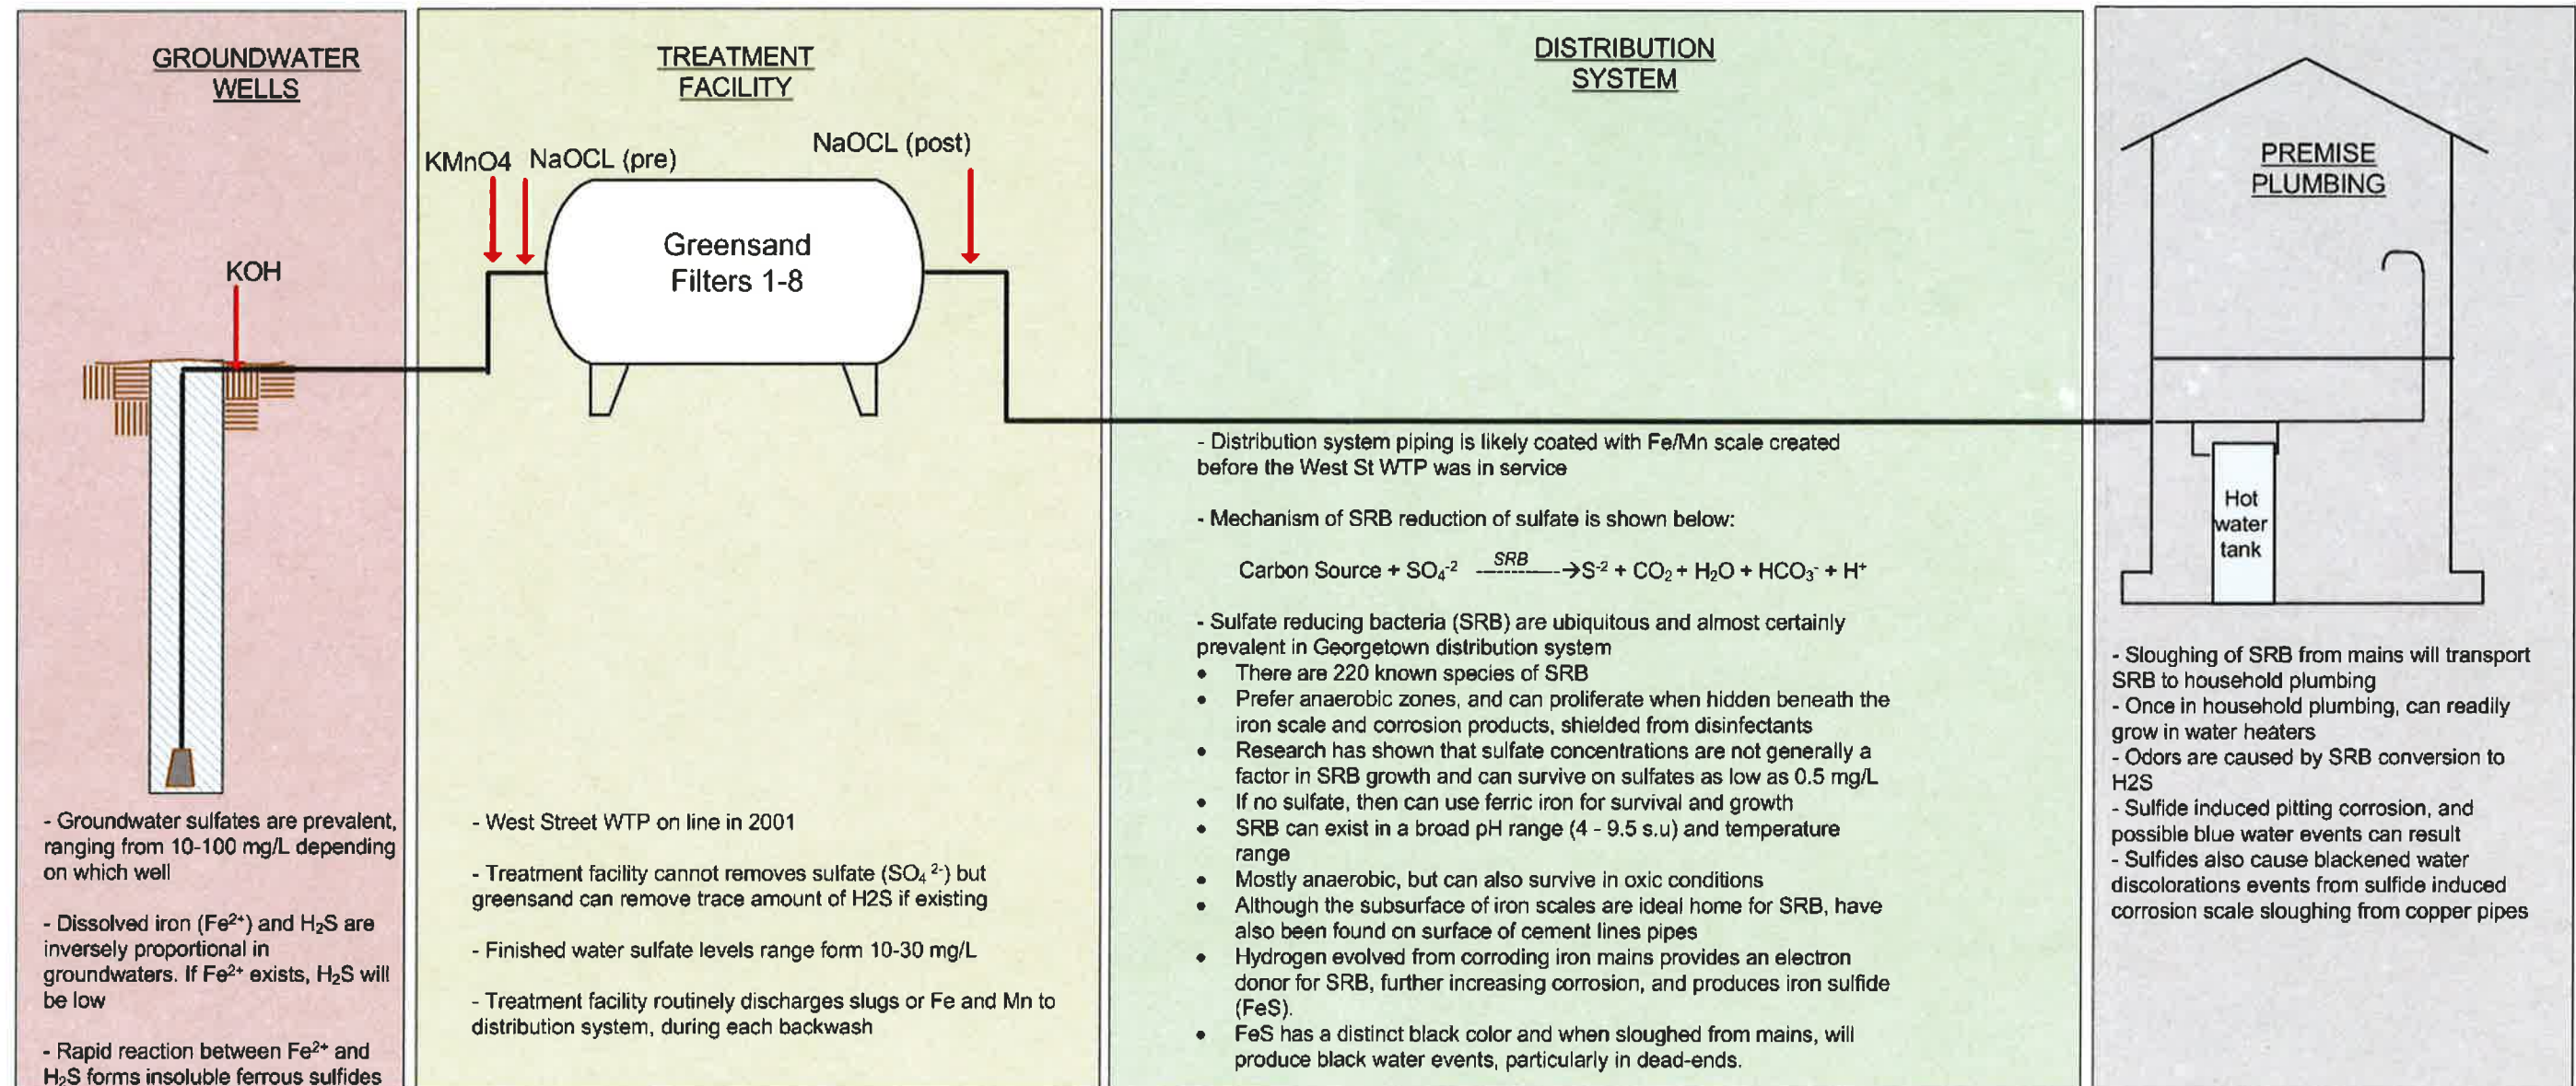 GROUNDWATER
WELLS
KOH
- Groundwater sulfates are prevalent,
ranging from 10-100 mg/L depending
on which well
- Dissolved iron (Fe²⁺) and H₂S are
inversely proportional in
groundwaters. If Fe²⁺ exists, H₂S will
be low
- Rapid reaction between Fe²⁺ and
H₂S forms insoluble ferrous sulfides
TREATMENT
FACILITY
KMnO4 NaOCL (pre)
NaOCL (post)
Greensand
Filters 1-8
- West Street WTP on line in 2001
- Treatment facility cannot removes sulfate (SO₄ ²⁻) but
greensand can remove trace amount of H2S if existing
- Finished water sulfate levels range form 10-30 mg/L
- Treatment facility routinely discharges slugs or Fe and Mn to
distribution system, during each backwash
DISTRIBUTION
SYSTEM
- Distribution system piping is likely coated with Fe/Mn scale created
before the West St WTP was in service
- Mechanism of SRB reduction of sulfate is shown below:
Carbon Source + SO₄⁻² SRB →S⁻² + CO₂ + H₂O + HCO₃⁻ + H⁺
- Sulfate reducing bacteria (SRB) are ubiquitous and almost certainly
prevalent in Georgetown distribution system
• There are 220 known species of SRB
• Prefer anaerobic zones, and can proliferate when hidden beneath the
iron scale and corrosion products, shielded from disinfectants
• Research has shown that sulfate concentrations are not generally a
factor in SRB growth and can survive on sulfates as low as 0.5 mg/L
• If no sulfate, then can use ferric iron for survival and growth
• SRB can exist in a broad pH range (4 - 9.5 s.u) and temperature
range
• Mostly anaerobic, but can also survive in oxic conditions
• Although the subsurface of iron scales are ideal home for SRB, have
also been found on surface of cement lines pipes
• Hydrogen evolved from corroding iron mains provides an electron
donor for SRB, further increasing corrosion, and produces iron sulfide
(FeS).
• FeS has a distinct black color and when sloughed from mains, will
produce black water events, particularly in dead-ends.
PREMISE
PLUMBING
Hot
water
tank
- Sloughing of SRB from mains will transport
SRB to household plumbing
- Once in household plumbing, can readily
grow in water heaters
- Odors are caused by SRB conversion to
H2S
- Sulfide induced pitting corrosion, and
possible blue water events can result
- Sulfides also cause blackened water
discolorations events from sulfide induced
corrosion scale sloughing from copper pipes